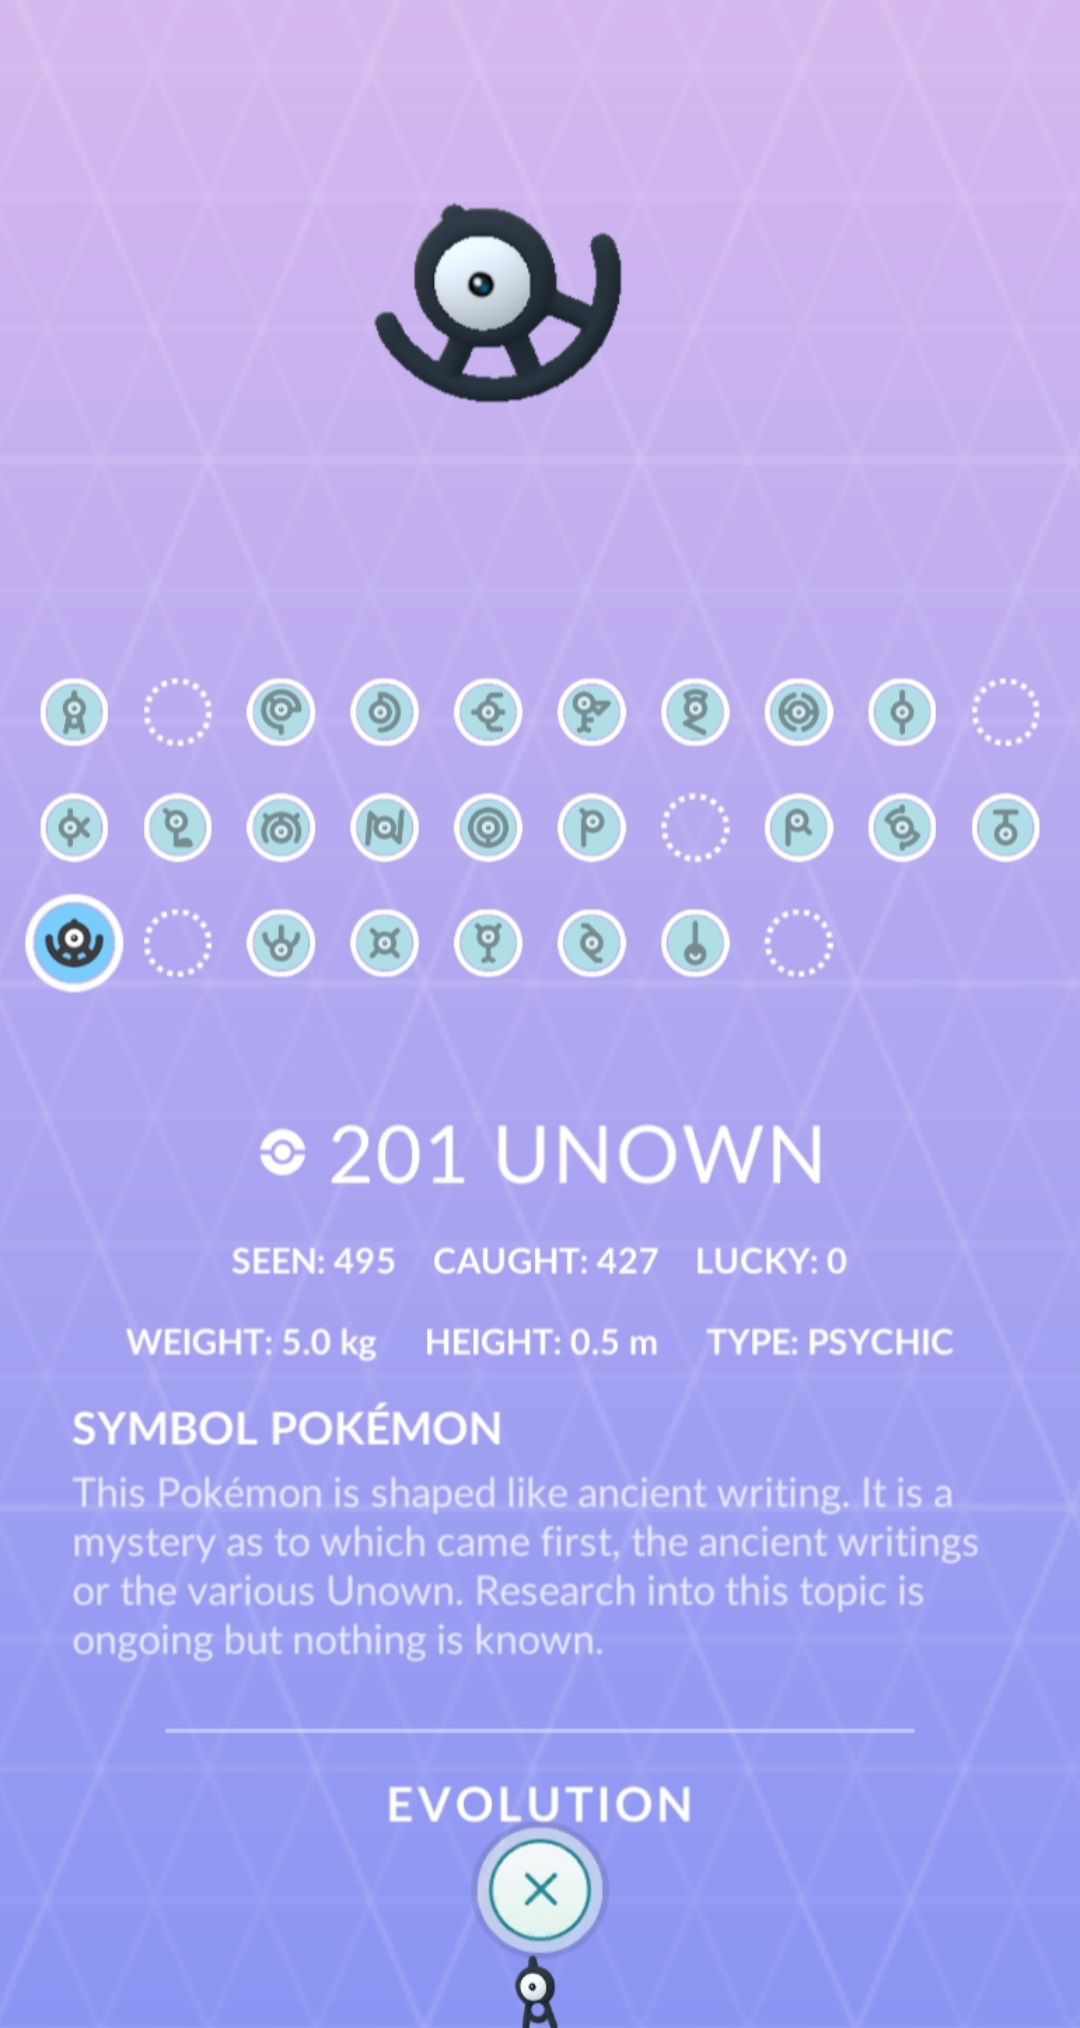 201 UNOWN
SEEN: 495 CAUGHT: 427 LUCKY: 0
WEIGHT: 5.0 kg HEIGHT: 0.5 m TYPE: PSYCHIC
SYMBOL POKÉMON
This Pokémon is shaped like ancient writing. It is a
mystery as to which came first, the ancient writings
or the various Unown. Research into this topic is
ongoing but nothing is known.
EVOLUTION